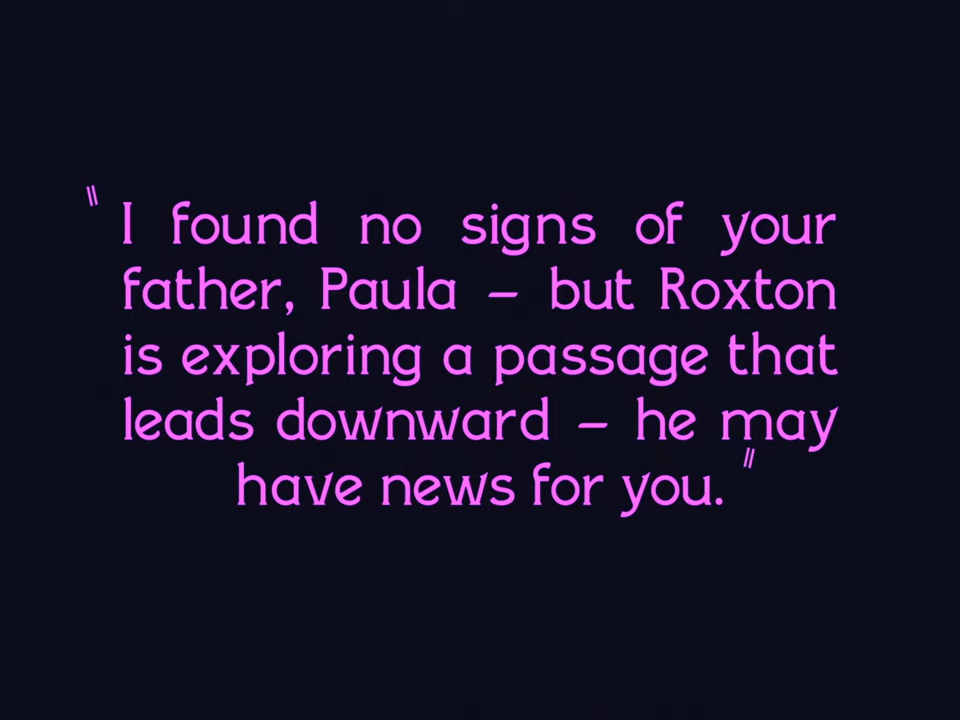 "I found no signs of your
father, Paula – but Roxton
is exploring a passage that
leads downward – he may
have news for you."